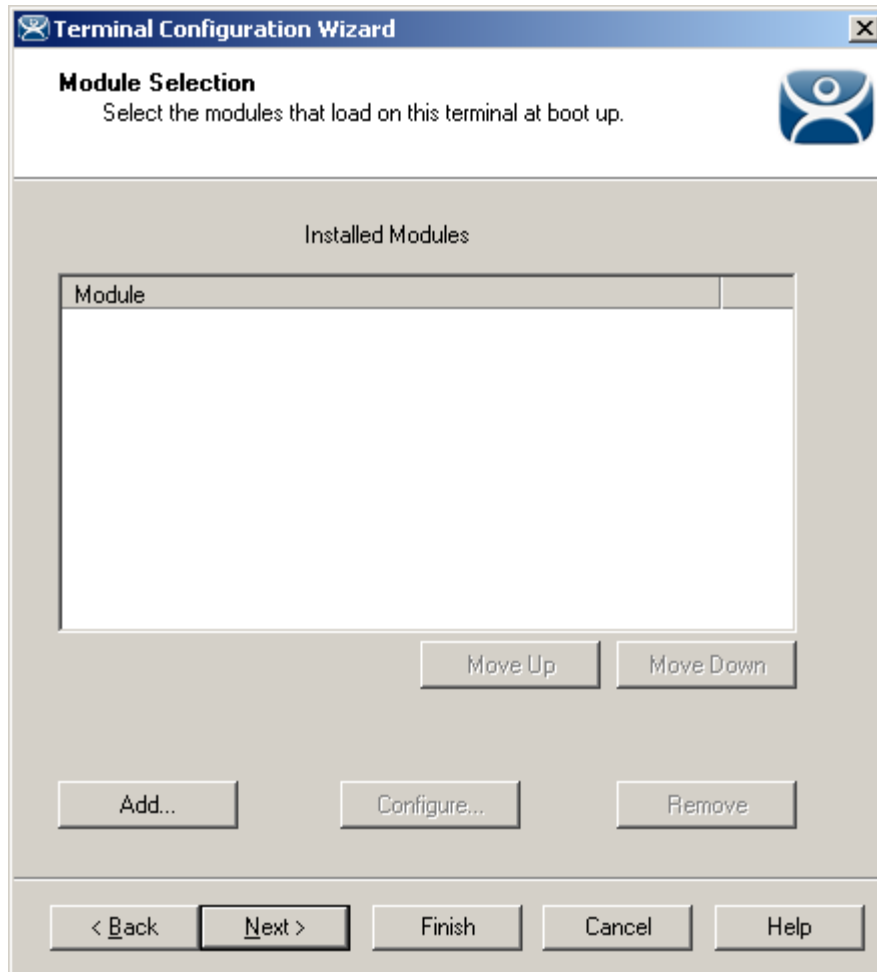 Terminal Configuration Wizard
Module Selection
Select the modules that load on this terminal at boot up.
Installed Modules
Module
Move Up Move Down
Add... Configure... Remove
< Back Next > Finish Cancel Help